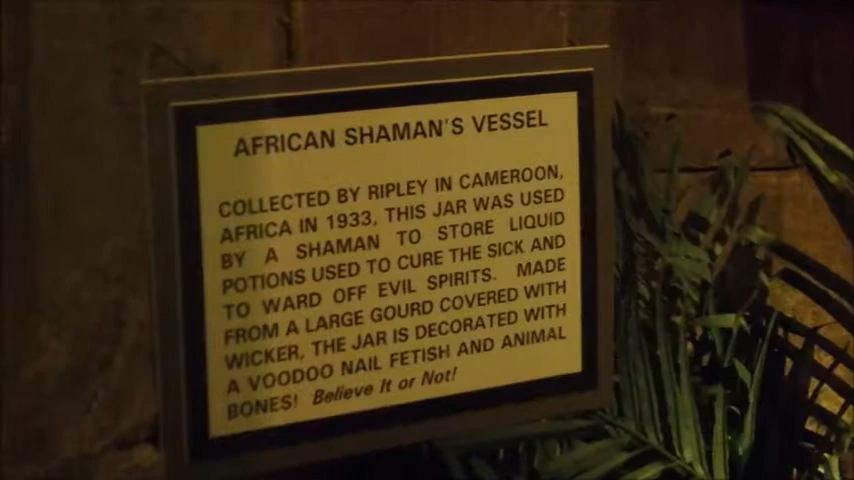 AFRICAN SHAMAN'S VESSEL
COLLECTED BY RIPLEY IN CAMEROON,
AFRICA IN 1933, THIS JAR WAS USED
BY A SHAMAN TO STORE LIQUID
POTIONS USED TO CURE THE SICK AND
TO WARD OFF EVIL SPIRITS. MADE
FROM A LARGE GOURD COVERED WITH
WICKER, THE JAR IS DECORATED WITH
A VOODOO NAIL FETISH AND ANIMAL
BONES! Believe It or Not!